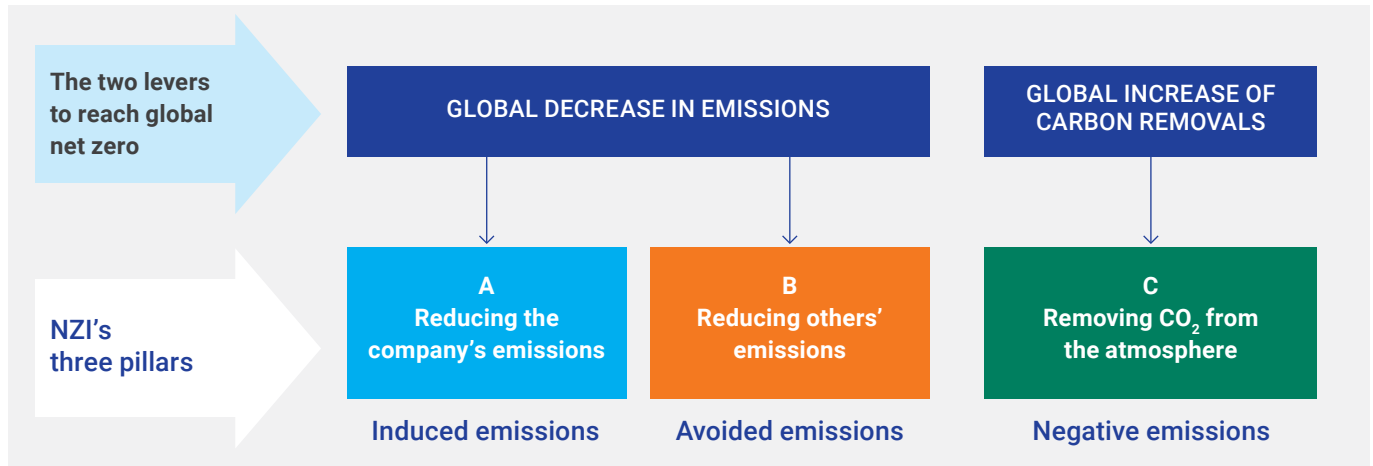 The two levers
to reach global
net zero
GLOBAL DECREASE IN EMISSIONS
GLOBAL INCREASE OF
CARBON REMOVALS
NZI’s
three pillars
A
Reducing the
company’s emissions
B
Reducing others’
emissions
C
Removing CO₂ from
the atmosphere
Induced emissions
Avoided emissions
Negative emissions